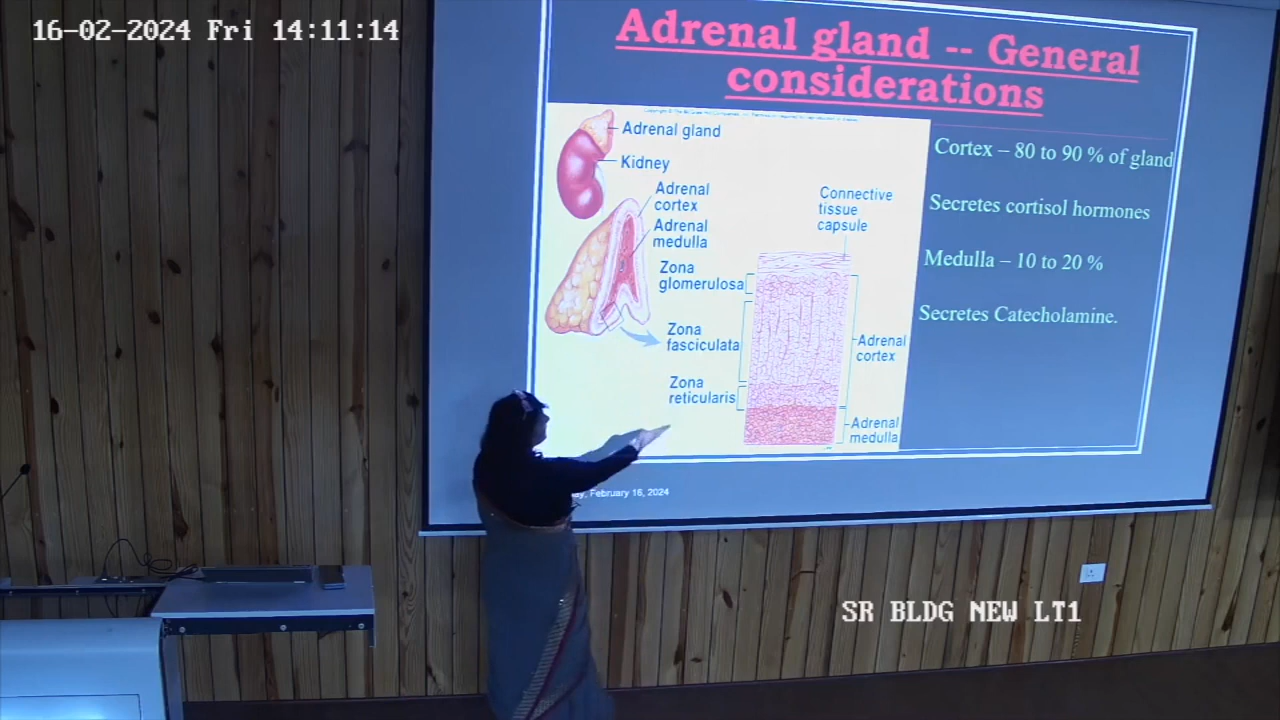 16-02-2024 Fri 14:11:14
Adrenal gland -- General
considerations
Adrenal gland
Kidney
Adrenal
cortex
Adrenal
medulla
Zona
glomerulosa
Zona
fasciculata
Zona
reticularis
Connective
tissue
capsule
Adrenal
cortex
Adrenal
medulla
Cortex – 80 to 90 % of gland
Secretes cortisol hormones
Medulla – 10 to 20 %
Secretes Catecholamine.
February 16, 2024
SR BLDG NEW LT1